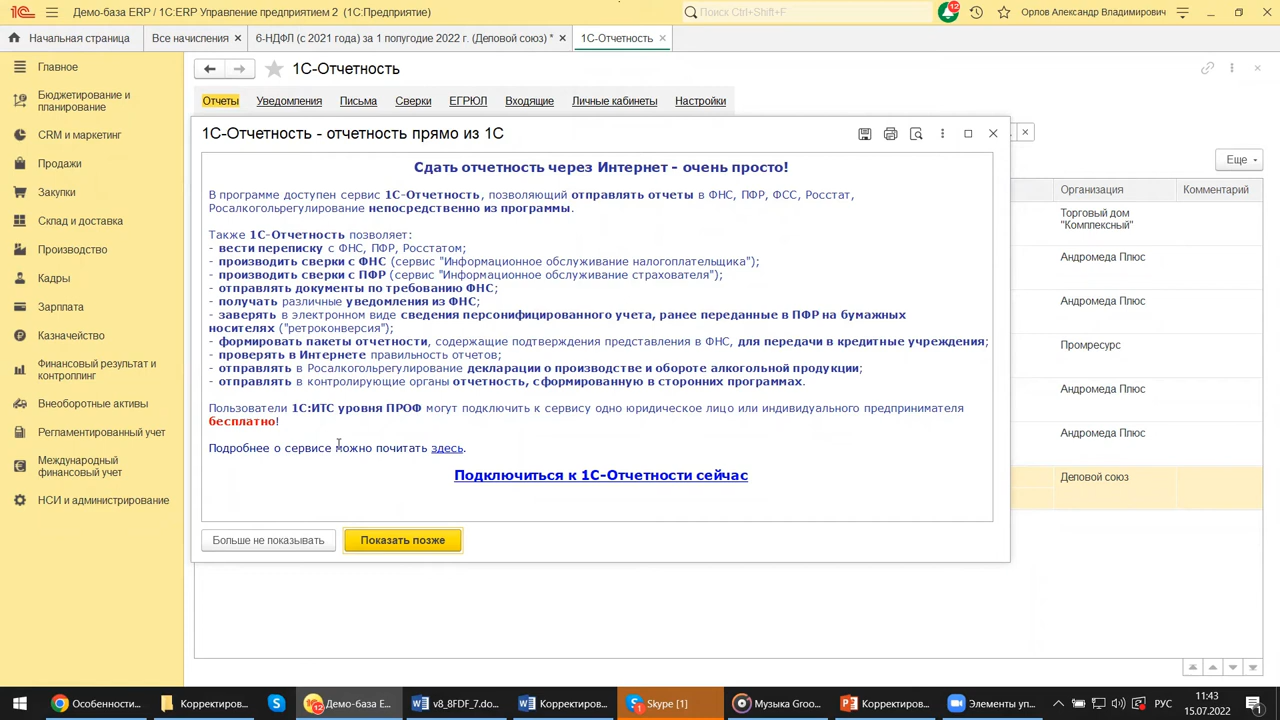 Демо-база ERP / 1С:ERP Управление предприятием 2 (1С:Предприятие)
Поиск Ctrl+Shift+F
12
Орлов Александр Владимирович
Начальная страница
Все начисления
6-НДФЛ (с 2021 года) за 1 полугодие 2022 г. (Деловой союз) *
1С-Отчетность
Главное
Бюджетирование и планирование
CRM и маркетинг
Продажи
Закупки
Склад и доставка
Производство
Кадры
Зарплата
Казначейство
Финансовый результат и контроллинг
Внеоборотные активы
Регламентированный учет
Международный финансовый учет
НСИ и администрирование
1С-Отчетность
Отчеты Уведомления Письма Сверки ЕГРЮЛ Входящие Личные кабинеты Настройки
Еще
Организация Комментарий
Торговый дом "Комплексный"
Андромеда Плюс
Андромеда Плюс
Промресурс
Андромеда Плюс
Андромеда Плюс
Деловой союз
1С-Отчетность - отчетность прямо из 1С
Сдать отчетность через Интернет - очень просто!
В программе доступен сервис 1С-Отчетность, позволяющий отправлять отчеты в ФНС, ПФР, ФСС, Росстат,
Росалкогольрегулирование непосредственно из программы.
Также 1С-Отчетность позволяет:
- вести переписку с ФНС, ПФР, Росстатом;
- производить сверки с ФНС (сервис "Информационное обслуживание налогоплательщика");
- производить сверки с ПФР (сервис "Информационное обслуживание страхователя");
- отправлять документы по требованию ФНС;
- получать различные уведомления из ФНС;
- заверять в электронном виде сведения персонифицированного учета, ранее переданные в ПФР на бумажных
носителях ("ретроконверсия");
- формировать пакеты отчетности, содержащие подтверждения представления в ФНС, для передачи в кредитные учреждения;
- проверять в Интернете правильность отчетов;
- отправлять в Росалкогольрегулирование декларации о производстве и обороте алкогольной продукции;
- отправлять в контролирующие органы отчетность, сформированную в сторонних программах.
Пользователи 1С:ИТС уровня ПРОФ могут подключить к сервису одно юридическое лицо или индивидуального предпринимателя
бесплатно!
Подробнее о сервисе можно почитать здесь.
Подключиться к 1С-Отчетности сейчас
Больше не показывать
Показать позже
Особенности...
Корректиров...
Демо-база E...
v8_8FDF_7.do...
Корректиров...
Skype [1]
Музыка Groo...
Корректиров...
Элементы уп...
РУС
11:43
15.07.2022